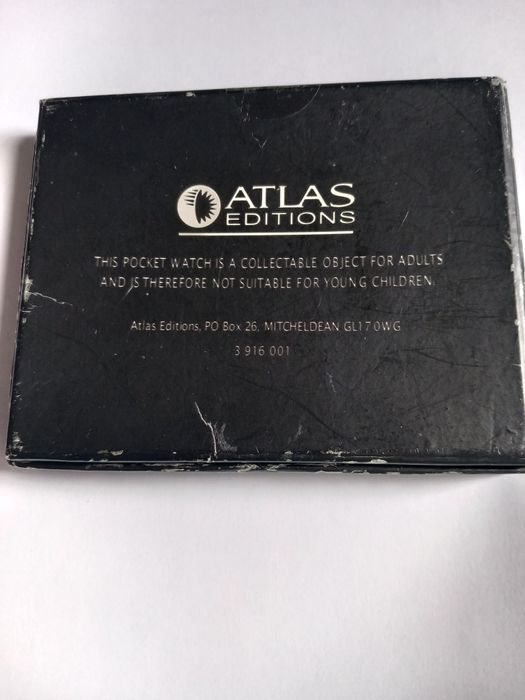 ATLAS
EDITIONS
THIS POCKET WATCH IS A COLLECTABLE OBJECT FOR ADULTS
AND IS THEREFORE NOT SUITABLE FOR YOUNG CHILDREN.
Atlas Editions, PO Box 26, MITCHELDEAN GL17 0WG
3 916 001